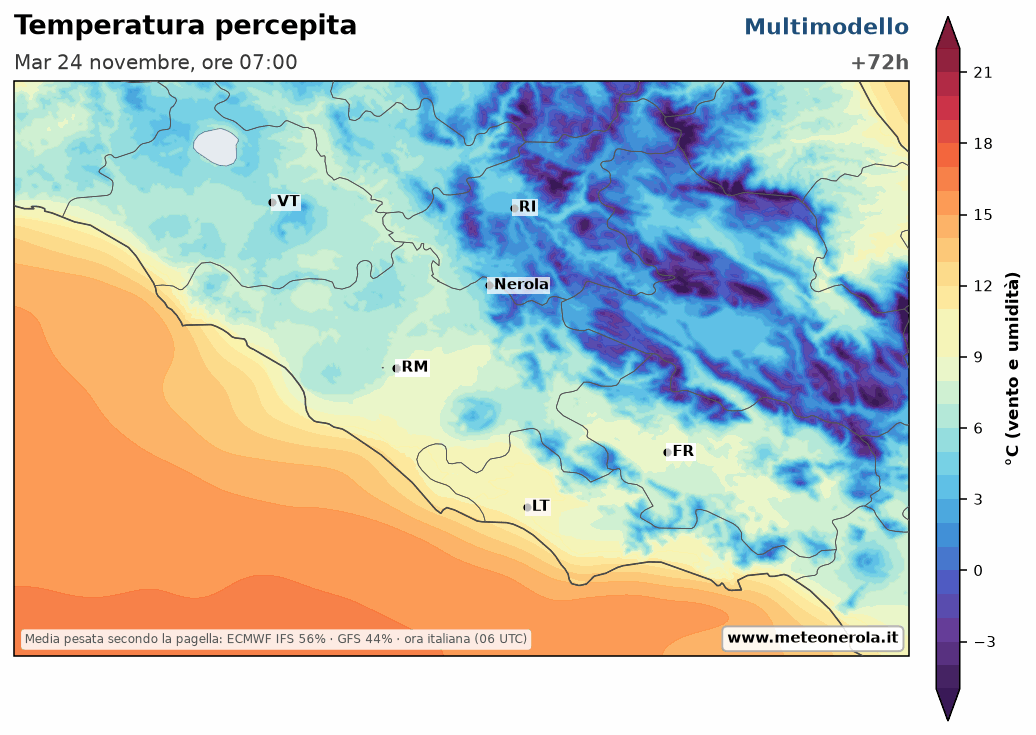 Temperatura percepita
Multimodello
Mar 24 novembre, ore 07:00
+72h
21
18
15
12
9
6
3
0
−3
°C (vento e umidità)
VT
RI
Nerola
RM
FR
LT
Media pesata secondo la pagella: ECMWF IFS 56% · GFS 44% · ora italiana (06 UTC)
www.meteonerola.it